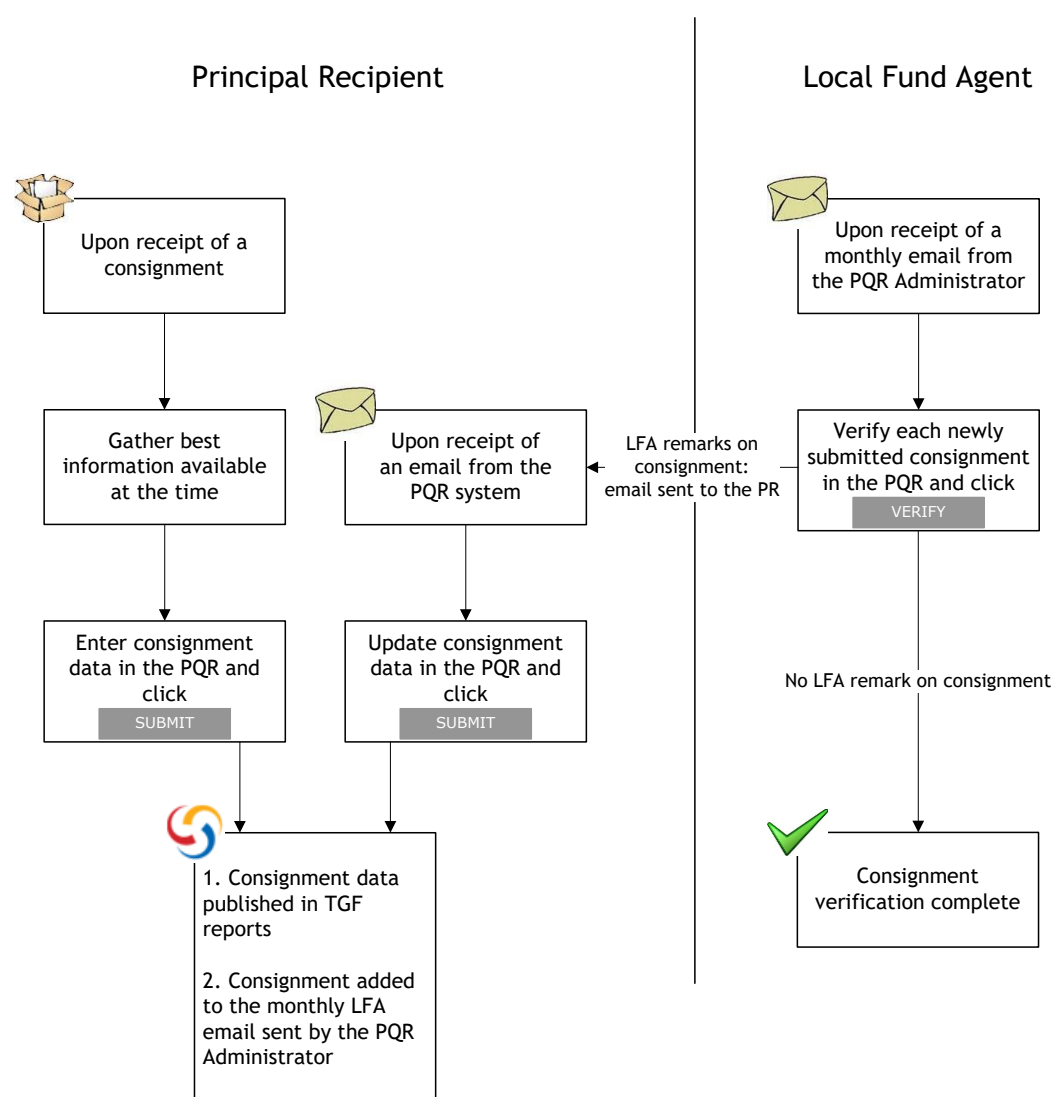 Principal Recipient
Local Fund Agent
Upon receipt of a
consignment
Upon receipt of a
monthly email from
the PQR Administrator
Gather best
information available
at the time
Upon receipt of
an email from the
PQR system
LFA remarks on
consignment:
email sent to the PR
Verify each newly
submitted consignment
in the PQR and click
VERIFY
Enter consignment
data in the PQR and
click
SUBMIT
Update consignment
data in the PQR and
click
SUBMIT
No LFA remark on consignment
1. Consignment data
published in TGF
reports
2. Consignment added
to the monthly LFA
email sent by the PQR
Administrator
Consignment
verification complete